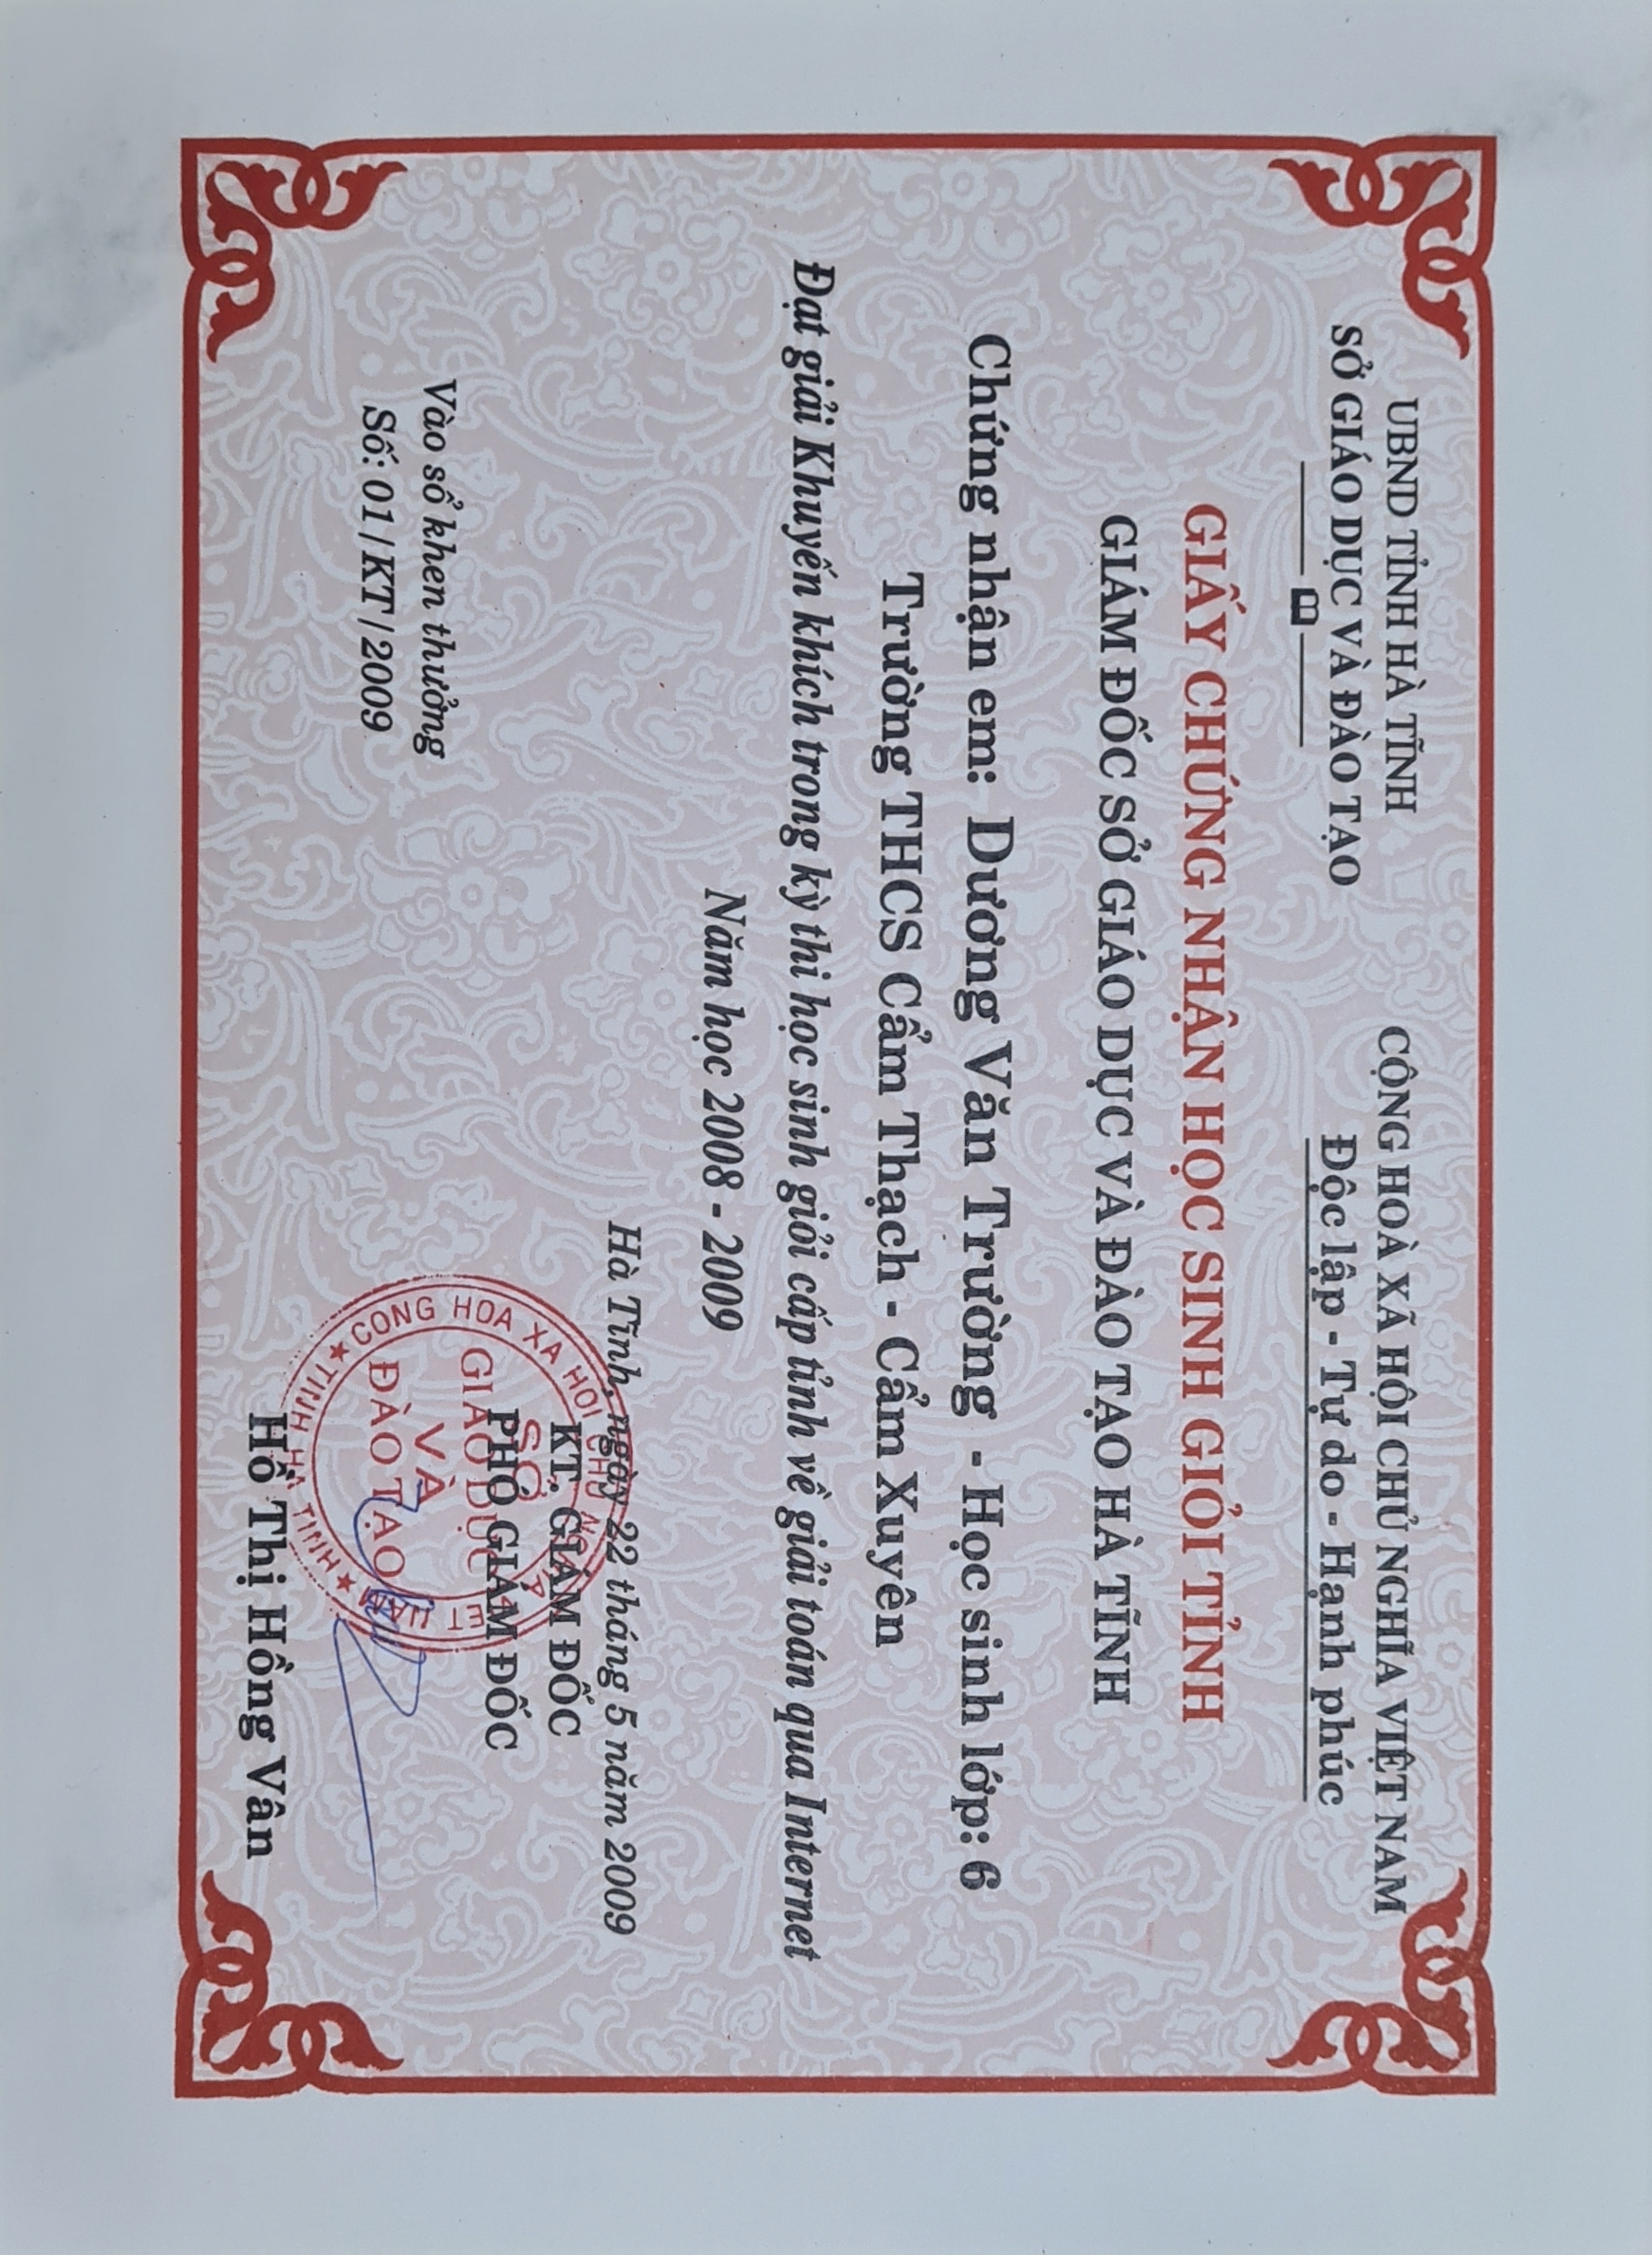 UBND TỈNH HÀ TĨNH
SỞ GIÁO DỤC VÀ ĐÀO TẠO
CỘNG HOÀ XÃ HỘI CHỦ NGHĨA VIỆT NAM
Độc lập - Tự do - Hạnh phúc
GIẤY CHỨNG NHẬN HỌC SINH GIỎI TỈNH
GIÁM ĐỐC SỞ GIÁO DỤC VÀ ĐÀO TẠO HÀ TĨNH
Chứng nhận em: Dương Văn Trường - Học sinh lớp: 6
Trường THCS Cẩm Thạch - Cẩm Xuyên
Đạt giải Khuyến khích trong kỳ thi học sinh giỏi cấp tỉnh về giải toán qua Internet
Năm học 2008 - 2009
Hà Tĩnh, ngày 22 tháng 5 năm 2009
KT. GIÁM ĐỐC
PHÓ GIÁM ĐỐC
CỘNG HOÀ XÃ HỘI CHỦ NGHĨA VIỆT NAM
SỞ
GIÁO DỤC
VÀ
ĐÀO TẠO
★ TỈNH HÀ TĨNH ★
Vào sổ khen thưởng
Số: 01/KT/2009
Hồ Thị Hồng Vân